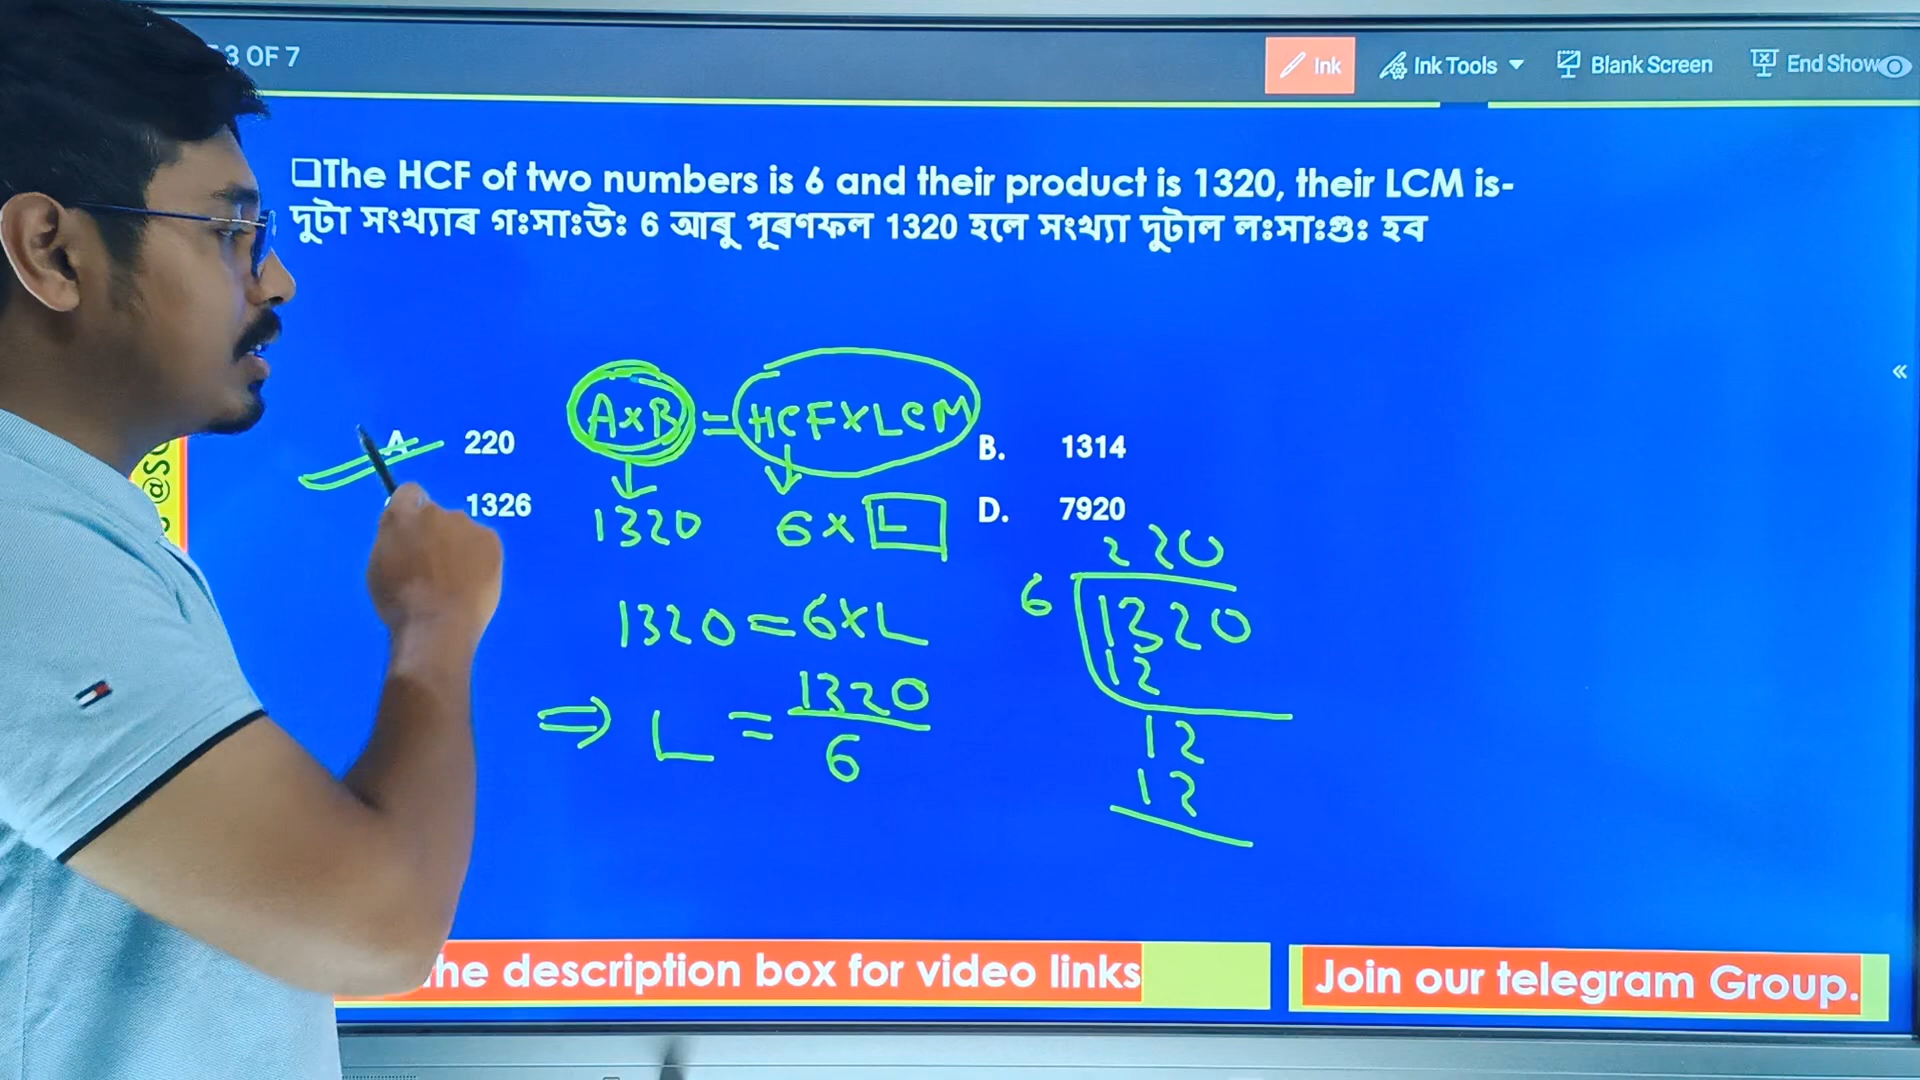 3 OF 7
Ink
Ink Tools
Blank Screen
End Show
❑The HCF of two numbers is 6 and their product is 1320, their LCM is-
দুটা সংখ্যাৰ গঃসাঃউঃ 6 আৰু পূৰণফল 1320 হলে সংখ্যা দুটাল লঃসাঃগুঃ হব
A×B = HCF×LCM
A. 220
B. 1314
1326
D. 7920
1320 6× L
220
6 1320
12
12
12
1320=6×L
⇒ L = 1320
6
he description box for video links
Join our telegram Group.